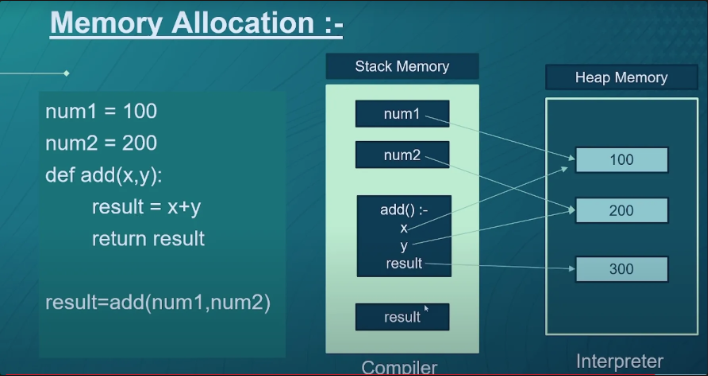 Memory Allocation :-
num1 = 100
num2 = 200
def add(x,y):
result = x+y
return result
result=add(num1,num2)
Stack Memory
num1
num2
add() :-
x
y
result
result
Compiler
Heap Memory
100
200
300
Interpreter